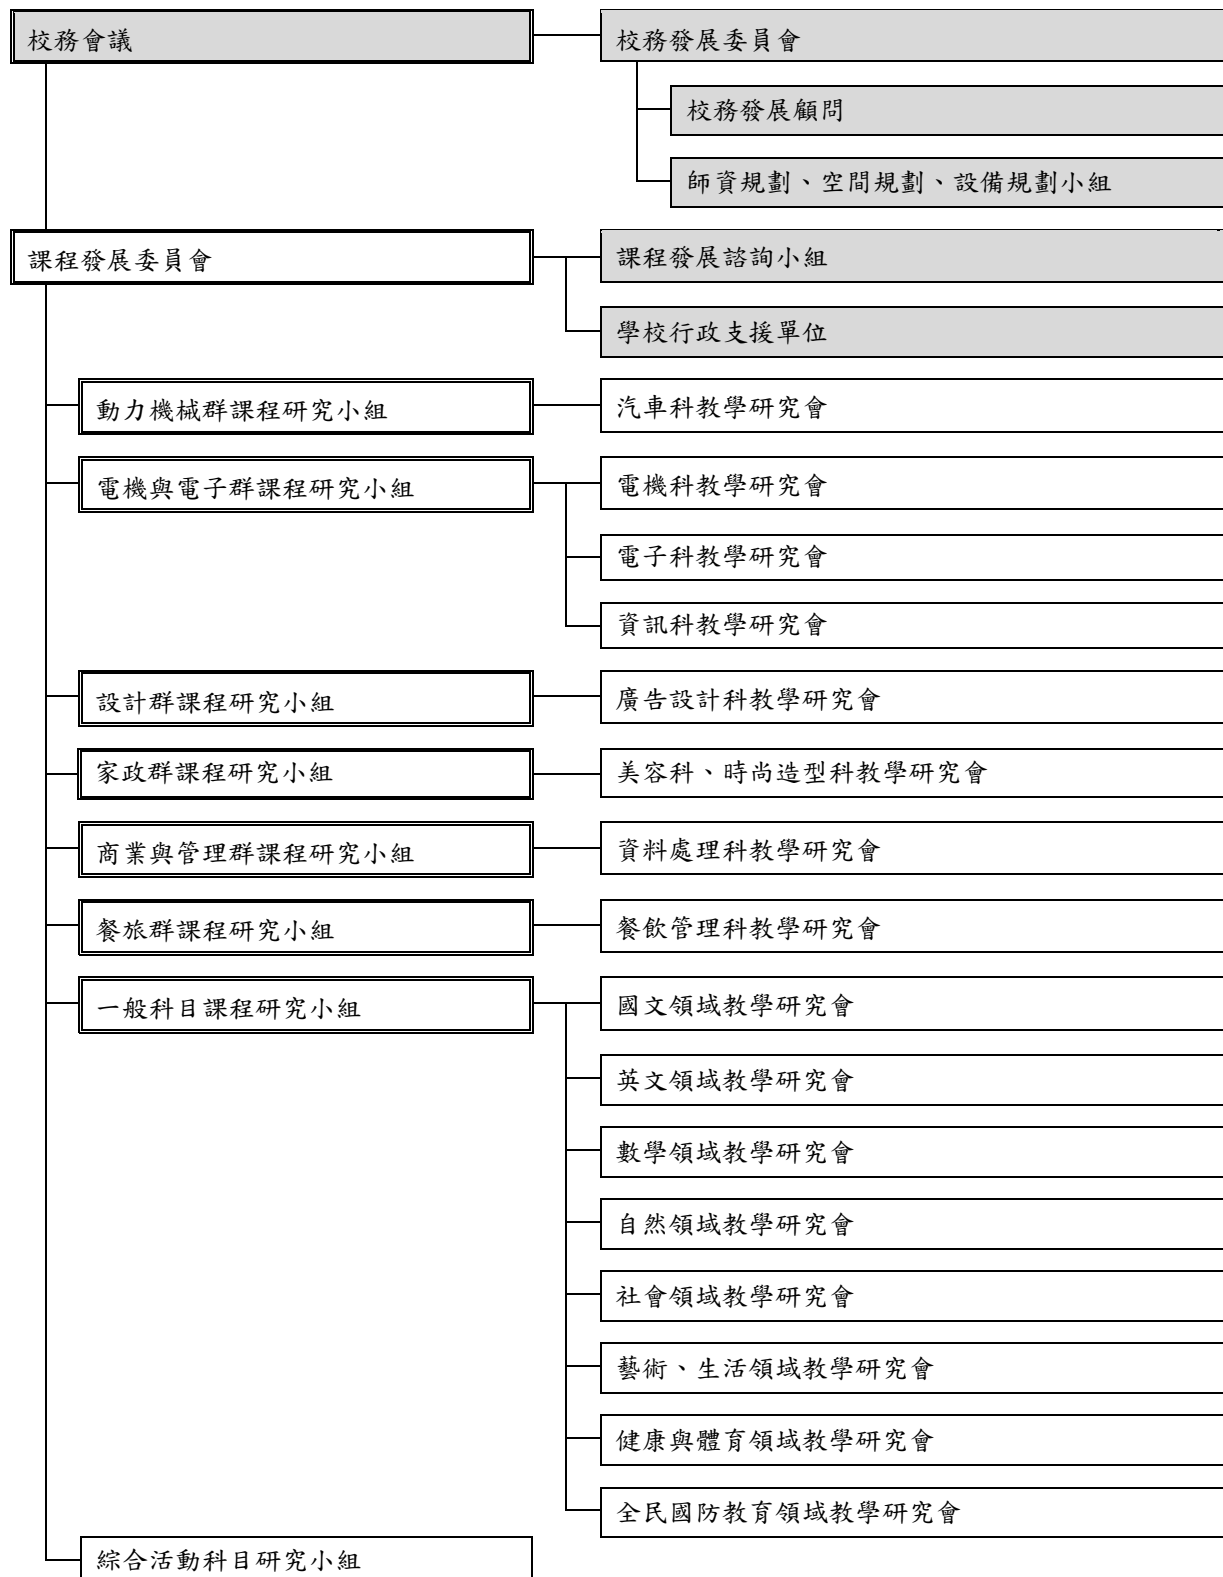 校務會議
校務發展委員會
校務發展顧問
師資規劃、空間規劃、設備規劃小組
課程發展委員會
課程發展諮詢小組
學校行政支援單位
動力機械群課程研究小組
汽車科教學研究會
電機與電子群課程研究小組
電機科教學研究會
電子科教學研究會
資訊科教學研究會
設計群課程研究小組
廣告設計科教學研究會
家政群課程研究小組
美容科、時尚造型科教學研究會
商業與管理群課程研究小組
資料處理科教學研究會
餐旅群課程研究小組
餐飲管理科教學研究會
一般科目課程研究小組
國文領域教學研究會
英文領域教學研究會
數學領域教學研究會
自然領域教學研究會
社會領域教學研究會
藝術、生活領域教學研究會
健康與體育領域教學研究會
全民國防教育領域教學研究會
綜合活動科目研究小組